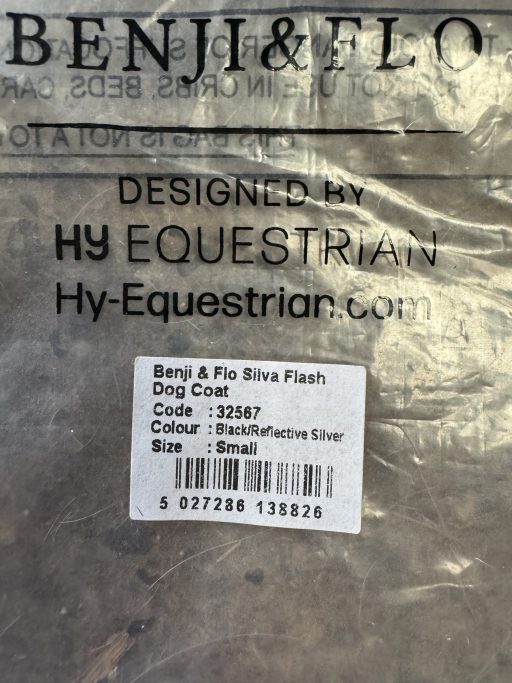 BENJI&FLO
DESIGNED BY
HY EQUESTRIAN
Hy-Equestrian.com
Benji & Flo Silva Flash
Dog Coat
Code : 32567
Colour : Black/Reflective Silver
Size : Small
5 027286 138826